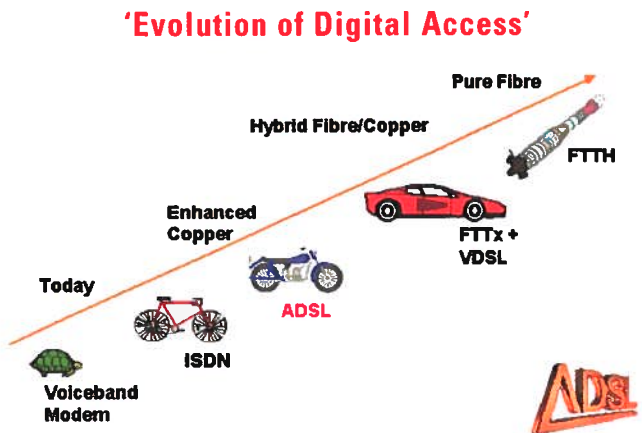 'Evolution of Digital Access'
Pure Fibre
Hybrid Fibre/Copper
FTTH
Enhanced
Copper
FTTx +
VDSL
Today
ADSL
ISDN
Voiceband
Modem
ADSL